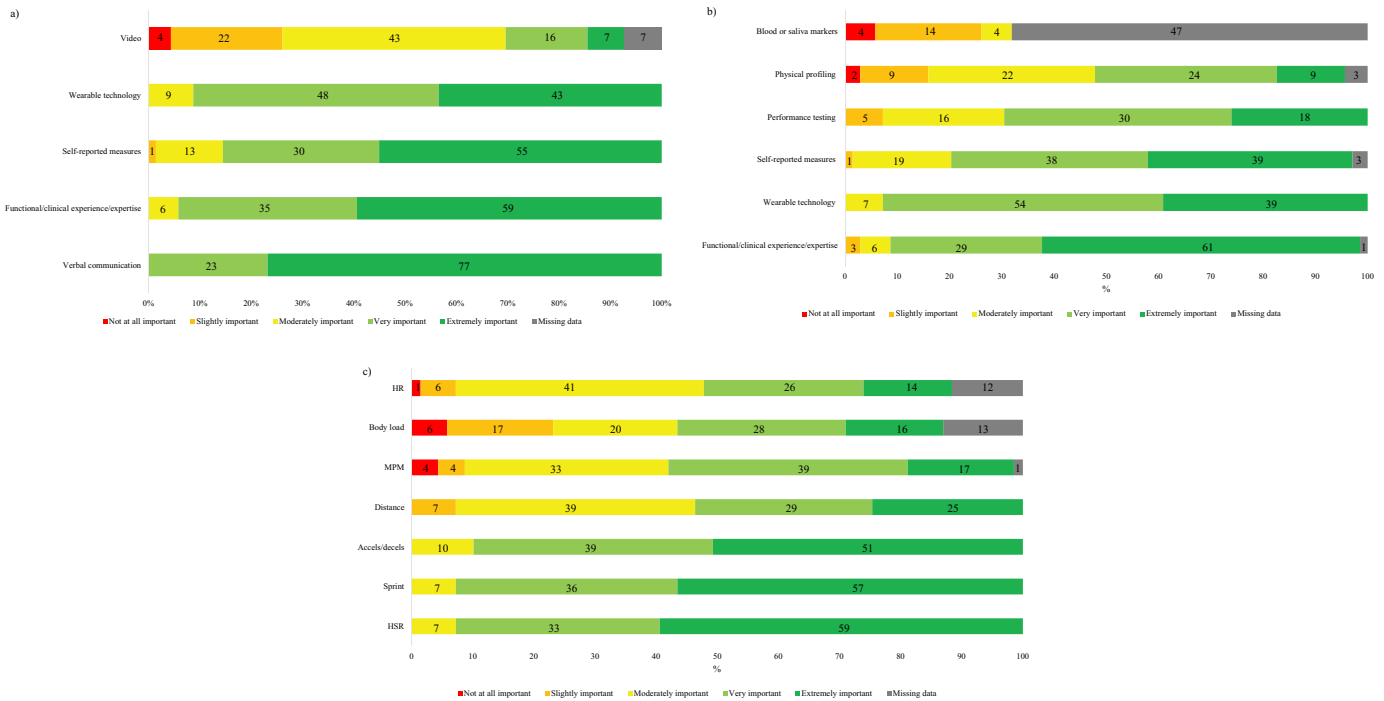 a)
Video 4 22 43 16 7 7
Wearable technology 9 48 43
Self-reported measures 1 13 30 55
Functional/clinical experience/expertise 6 35 59
Verbal communication 23 77
0% 10% 20% 30% 40% 50% 60% 70% 80% 90% 100%
Not at all important Slightly important Moderately important Very important Extremely important Missing data
b)
Blood or saliva markers 4 14 4 47
Physical profiling 2 9 22 24 9 3
Performance testing 5 16 30 18
Self-reported measures 1 19 38 39 3
Wearable technology 7 54 39
Functional/clinical experience/expertise 3 6 29 61 1
0 10 20 30 40 50 60 70 80 90 100
%
Not at all important Slightly important Moderately important Very important Extremely important Missing data
c)
HR 1 6 41 26 14 12
Body load 6 17 20 28 16 13
MPM 4 4 33 39 17 1
Distance 7 39 29 25
Accels/decels 10 39 51
Sprint 7 36 57
HSR 7 33 59
0 10 20 30 40 50 60 70 80 90 100
%
Not at all important Slightly important Moderately important Very important Extremely important Missing data